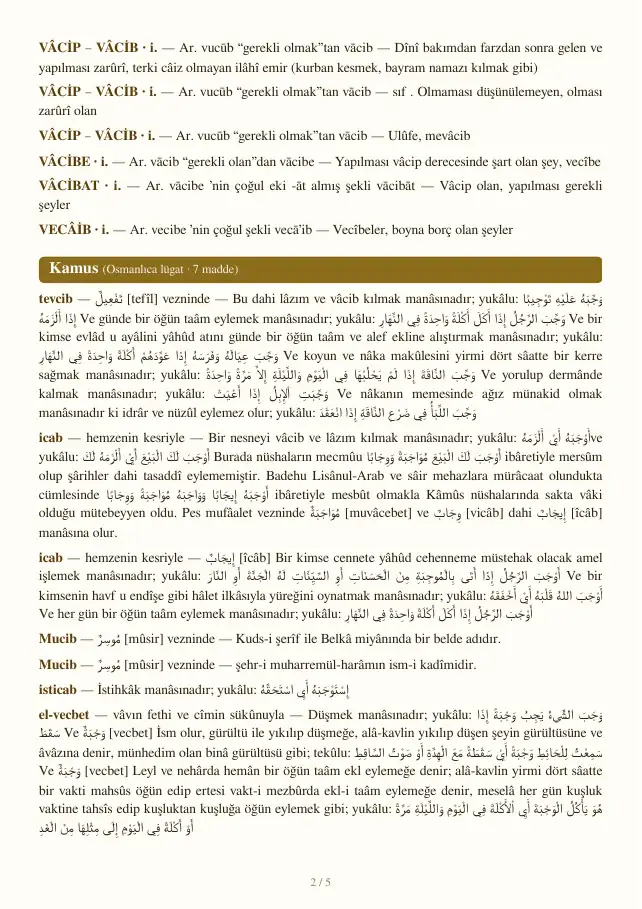 VÂCİP – VÂCİB · i. — Ar. vucūb “gerekli olmak”tan vācib — Dînî bakımdan farzdan sonra gelen ve
yapılması zarûrî, terki câiz olmayan ilâhî emir (kurban kesmek, bayram namazı kılmak gibi)
VÂCİP – VÂCİB · i. — Ar. vucūb “gerekli olmak”tan vācib — sıf . Olmaması düşünülemeyen, olması
zarûrî olan
VÂCİP – VÂCİB · i. — Ar. vucūb “gerekli olmak”tan vācib — Ulûfe, mevâcib
VÂCİBE · i. — Ar. vācib “gerekli olan”dan vācibe — Yapılması vâcip derecesinde şart olan şey, vecîbe
VÂCİBAT · i. — Ar. vācibe ’nin çoğul eki -āt almış şekli vācibāt — Vâcip olan, yapılması gerekli
şeyler
VECÂİB · i. — Ar. vecibe ’nin çoğul şekli vecā’ib — Vecîbeler, boyna borç olan şeyler
Kamus (Osmanlıca lügat · 7 madde)
tevcib — تَفْعِيلٌ [tefîl] vezninde — Bu dahi lâzım ve vâcib kılmak manâsınadır; yukâlu: وَجَّبَهُ عَلَيْهِ تَوْجِيبًا
إِذَا أَلْزَمَهُ Ve günde bir öğün taâm eylemek manâsınadır; yukâlu: وَجَّبَ الرَّجُلُ إِذَا أَكَلَ أَكْلَةً وَاحِدَةً فِي النَّهَارِ Ve bir
kimse evlâd u ayâlini yâhûd atını günde bir öğün taâm ve alef ekline alıştırmak manâsınadır; yukâlu:
وَجَّبَ عِيَالَهُ وَفَرَسَهُ إِذَا عَوَّدَهُمْ أَكْلَةً وَاحِدَةً فِي النَّهَارِ Ve koyun ve nâka makûlesini yirmi dört sâatte bir kerre
sağmak manâsınadır; yukâlu: وَجَّبَ النَّاقَةَ إِذَا لَمْ يَحْلُبْهَا فِي الْيَوْمِ وَاللَّيْلَةِ إِلاَّ مَرَّةً وَاحِدَةً Ve yorulup dermânde
kalmak manâsınadır; yukâlu: وَجَّبَتِ اْلإِبِلُ إِذَا أَعْيَتْ Ve nâkanın memesinde ağız münakid olmak
manâsınadır ki idrâr ve nüzûl eylemez olur; yukâlu: وَجَّبَ اللَّبَأُ فِي ضَرْعِ النَّاقَةِ إِذَا انْعَقَدَ
icab — hemzenin kesriyle — Bir nesneyi vâcib ve lâzım kılmak manâsınadır; yukâlu: أَوْجَبَهُ أَيْ أَلْزَمَهُve
yukâlu: أَوْجَبَ لَكَ الْبَيْعَ أَيْ أَلْزَمَهُ لَكَ Burada nüshaların mecmûu أَوْجَبَ لَكَ الْبَيْعَ مُوَاجَبَةً وَوِجَابًا ibâretiyle mersûm
olup şârihler dahi tasaddî eylememiştir. Badehu Lisânul-Arab ve sâir mehazlara mürâcaat olundukta
cümlesinde أَوْجَبَهُ إِيجَابًا وَوَاجَبَهُ مُوَاجَبَةً وَوِجَابًا ibâretiyle mesbût olmakla Kâmûs nüshalarında sakta vâki
olduğu mütebeyyen oldu. Pes mufâalet vezninde مُوَاجَبَةٌ [muvâcebet] ve وِجَابٌ [vicâb] dahi إِيجَابٌ [îcâb]
manâsına olur.
icab — hemzenin kesriyle — إِيجَابٌ [îcâb] Bir kimse cennete yâhûd cehenneme müstehak olacak amel
işlemek manâsınadır; yukâlu: أَوْجَبَ الرَّجُلُ إِذَا أَتَى بِالْمُوجِبَةِ مِنَ الْحَسَنَاتِ أَوِ السَّيِّئَاتِ لَهُ الْجَنَّةَ أَوِ النَّارَ Ve bir
kimsenin havf u endîşe gibi hâlet ilkâsıyla yüreğini oynatmak manâsınadır; yukâlu: أَوْجَبَ اللهُ قَلْبَهُ أَيْ أَخْفَقَهُ
Ve her gün bir öğün taâm eylemek manâsınadır; yukâlu: أَوْجَبَ الرَّجُلُ إِذَا أَكَلَ أَكْلَةً وَاحِدَةً فِي النَّهَارِ
Mucib — مُوسِرٌ [mûsir] vezninde — Kuds-i şerîf ile Belkâ miyânında bir belde adıdır.
Mucib — مُوسِرٌ [mûsir] vezninde — şehr-i muharremül-harâmın ism-i kadîmidir.
isticab — İstihkâk manâsınadır; yukâlu: إِسْتَوْجَبَهُ أَيِ اسْتَحَقَّهُ
el-vecbet — vâvın fethi ve cîmin sükûnuyla — Düşmek manâsınadır; yukâlu: وَجَبَ الشَّيْءُ يَجِبُ وَجْبَةً إِذَا
سَقَطَ Ve وَجْبَةٌ [vecbet] İsm olur, gürültü ile yıkılıp düşmeğe, alâ-kavlin yıkılıp düşen şeyin gürültüsüne ve
âvâzına denir, münhedim olan binâ gürültüsü gibi; tekûlu: سَمِعْتُ لِلْحَائِطِ وَجْبَةً أَيْ سَقْطَةً مَعَ الْهَدَّةِ أَوْ صَوْتُ السَّاقِطِ
Ve وَجْبَةٌ [vecbet] Leyl ve nehârda hemân bir öğün taâm ekl eylemeğe denir; alâ-kavlin yirmi dört sâatte
bir vakti mahsûs öğün edip ertesi vakt-i mezbûrda ekl-i taâm eylemeğe denir, meselâ her gün kuşluk
vaktine tahsîs edip kuşluktan kuşluğa öğün eylemek gibi; yukâlu: هُوَ يَأْكُلُ الْوَجْبَةَ أَيِ اْلأَكْلَةَ فِي الْيَوْمِ وَاللَّيْلَةِ مَرَّةً
أَوْ أَكْلَةً فِي الْيَوْمِ إِلَى مِثْلِهَا مِنَ الْغَدِ
2 / 5